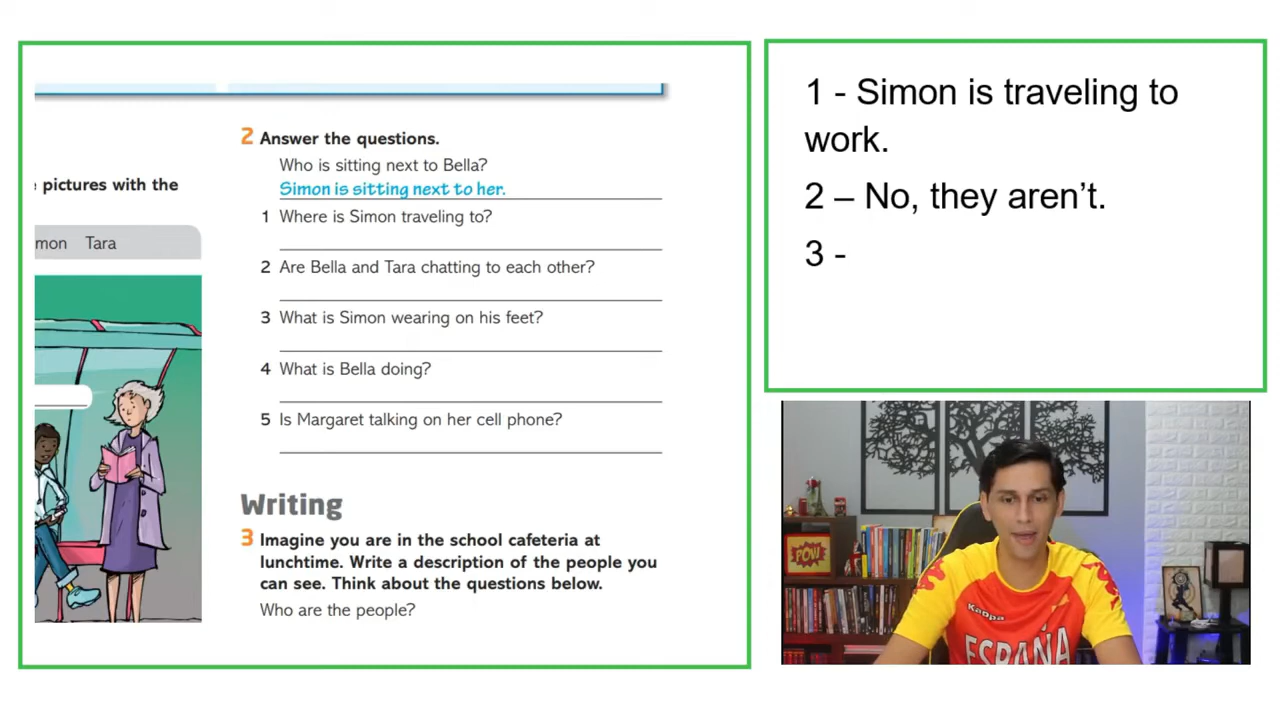 2 Answer the questions.
Who is sitting next to Bella?
Simon is sitting next to her.
1 Where is Simon traveling to?
2 Are Bella and Tara chatting to each other?
3 What is Simon wearing on his feet?
4 What is Bella doing?
5 Is Margaret talking on her cell phone?
pictures with the
mon Tara
Writing
3 Imagine you are in the school cafeteria at
lunchtime. Write a description of the people you
can see. Think about the questions below.
Who are the people?
1 - Simon is traveling to
work.
2 – No, they aren’t.
3 -
POW
Kappa
ESPAÑA